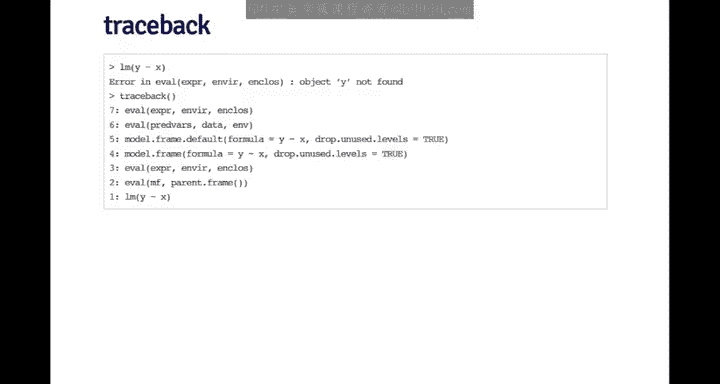 traceback
> lm(y ~ x)
Error in eval(expr, envir, enclos) : object ‘y’ not found
> traceback()
7: eval(expr, envir, enclos)
6: eval(predvars, data, env)
5: model.frame.default(formula = y ~ x, drop.unused.levels = TRUE)
4: model.frame(formula = y ~ x, drop.unused.levels = TRUE)
3: eval(expr, envir, enclos)
2: eval(mf, parent.frame())
1: lm(y ~ x)